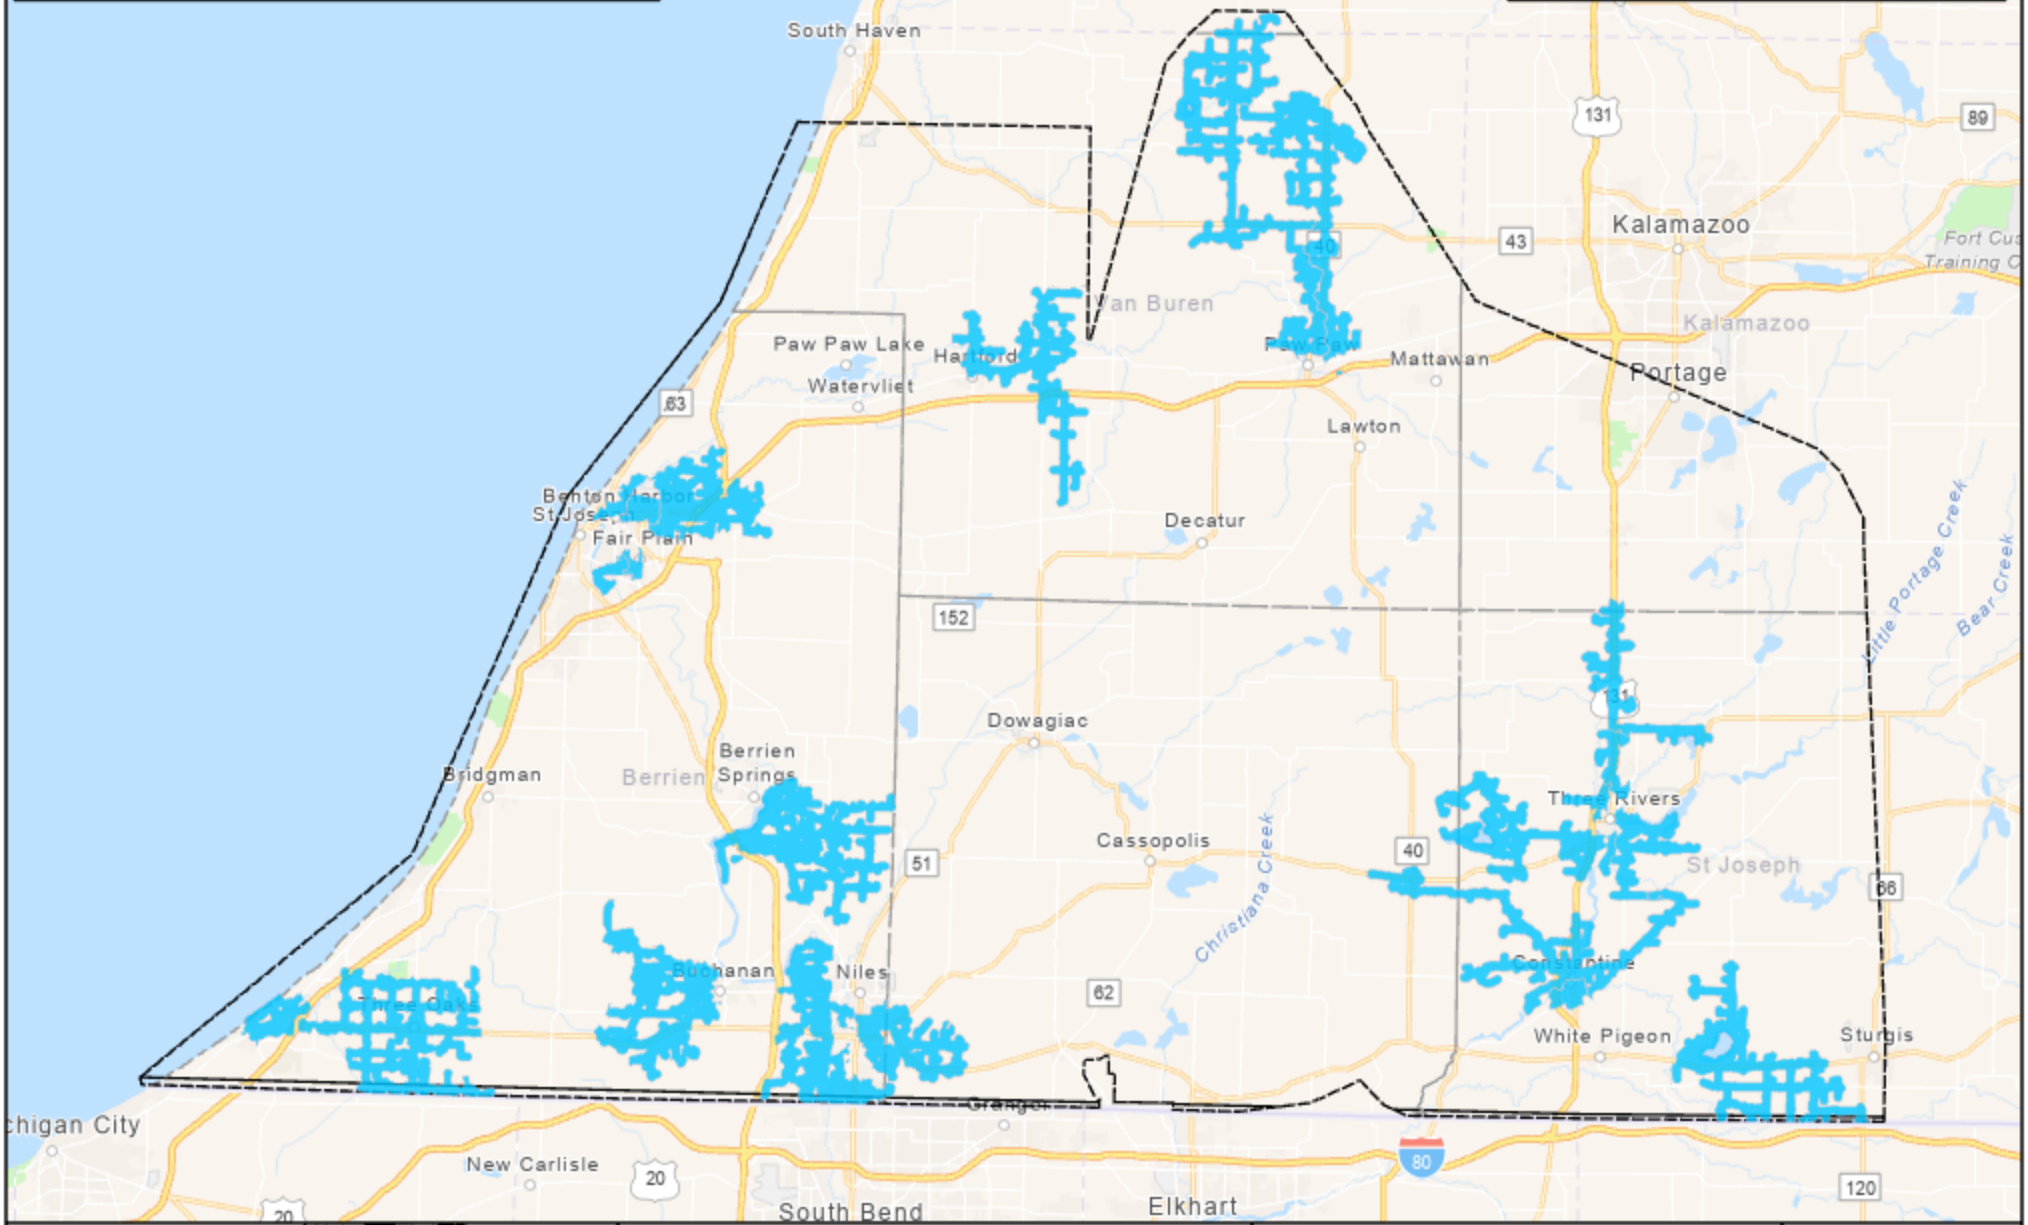 South Haven
131
89
Kalamazoo
43
40
Fort Cus
Training C
Van Buren
Kalamazoo
Paw Paw Lake
Hartford
Paw Paw
Mattawan
Portage
Watervliet
63
Lawton
Benton Harbor
St Joseph
Fair Plain
Decatur
Little Portage Creek
Bear Creek
152
131
Dowagiac
Berrien
Springs
Bridgman
Berrien
Three Rivers
Cassopolis
Christiana Creek
51
40
St Joseph
66
Buchanan
Niles
Constantine
62
Three Oaks
White Pigeon
Sturgis
Granger
chigan City
New Carlisle
20
80
120
20
South Bend
Elkhart